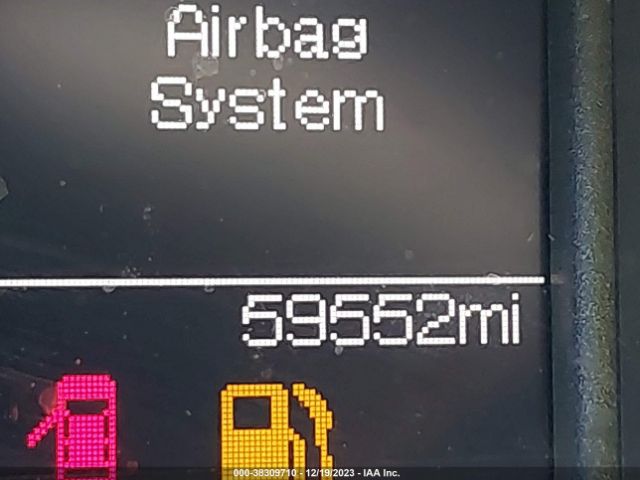 Airbag
System
59552mi
000-38309710 - 12/19/2023 - IAA Inc.